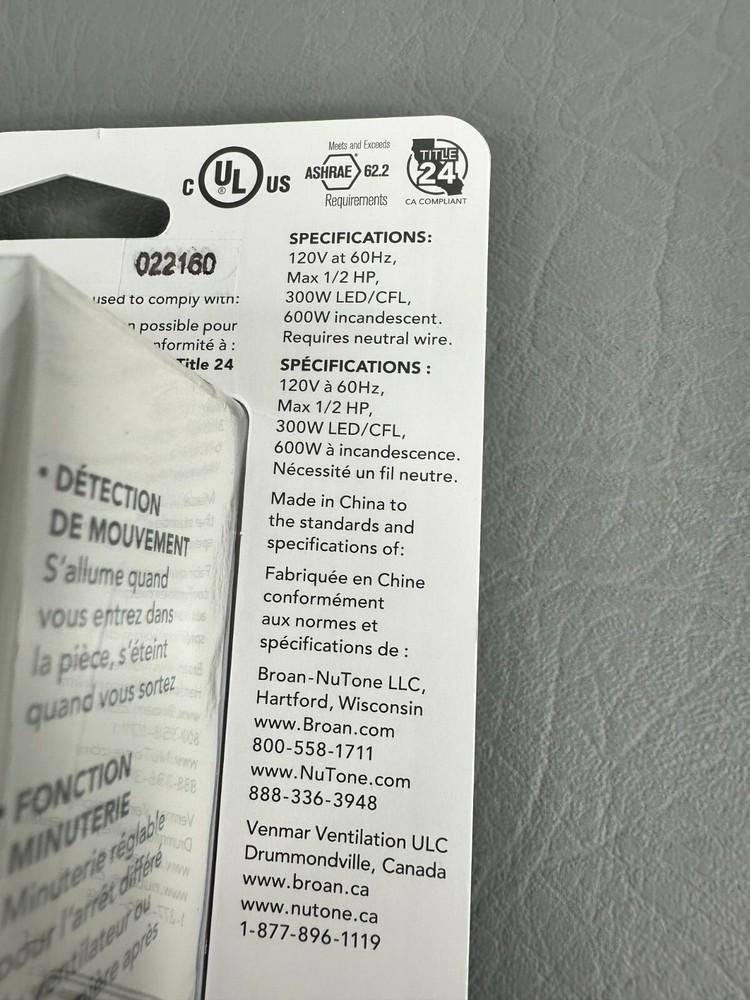 C UL® US
Meets and Exceeds
ASHRAE® 62.2
Requirements
TITLE
24
CA COMPLIANT
022160
used to comply with:
possible pour
Title 24
SPECIFICATIONS:
120V at 60Hz,
Max 1/2 HP,
300W LED/CFL,
600W incandescent.
Requires neutral wire.
SPÉCIFICATIONS :
120V à 60Hz,
Max 1/2 HP,
300W LED/CFL,
600W à incandescence.
Nécessité un fil neutre.
Made in China to
the standards and
specifications of:
Fabriquée en Chine
conformément
aux normes et
spécifications de :
Broan-NuTone LLC,
Hartford, Wisconsin
www.Broan.com
800-558-1711
www.NuTone.com
888-336-3948
Venmar Ventilation ULC
Drummondville, Canada
www.broan.ca
www.nutone.ca
1-877-896-1119
• DÉTECTION
DE MOUVEMENT
S'allume quand
vous entrez dans
la pièce, s'éteint
quand vous sortez
• FONCTION
MINUTERIE
Minuterie réglable
pour l'arrêt différé
ventilateur ou
après